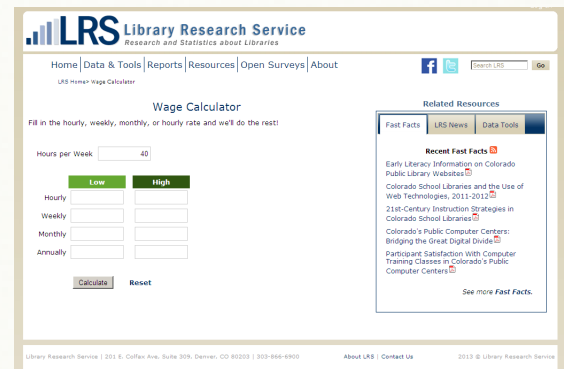 LRS Library Research Service
Research and Statistics about Libraries
Home Data & Tools Reports Resources Open Surveys About
Search LRS Go
LRS Home> Wage Calculator
Wage Calculator
Fill in the hourly, weekly, monthly, or hourly rate and we'll do the rest!
Hours per Week 40
Low High
Hourly
Weekly
Monthly
Annually
Calculate Reset
Related Resources
Fast Facts LRS News Data Tools
Recent Fast Facts
Early Literacy Information on Colorado
Public Library Websites
Colorado School Libraries and the Use of
Web Technologies, 2011-2012
21st-Century Instruction Strategies in
Colorado School Libraries
Colorado's Public Computer Centers:
Bridging the Great Digital Divide
Participant Satisfaction With Computer
Training Classes in Colorado's Public
Computer Centers
See more Fast Facts.
Library Research Service | 201 E. Colfax Ave. Suite 309, Denver, CO 80203 | 303-866-6900 About LRS | Contact Us 2013 @ Library Research Service